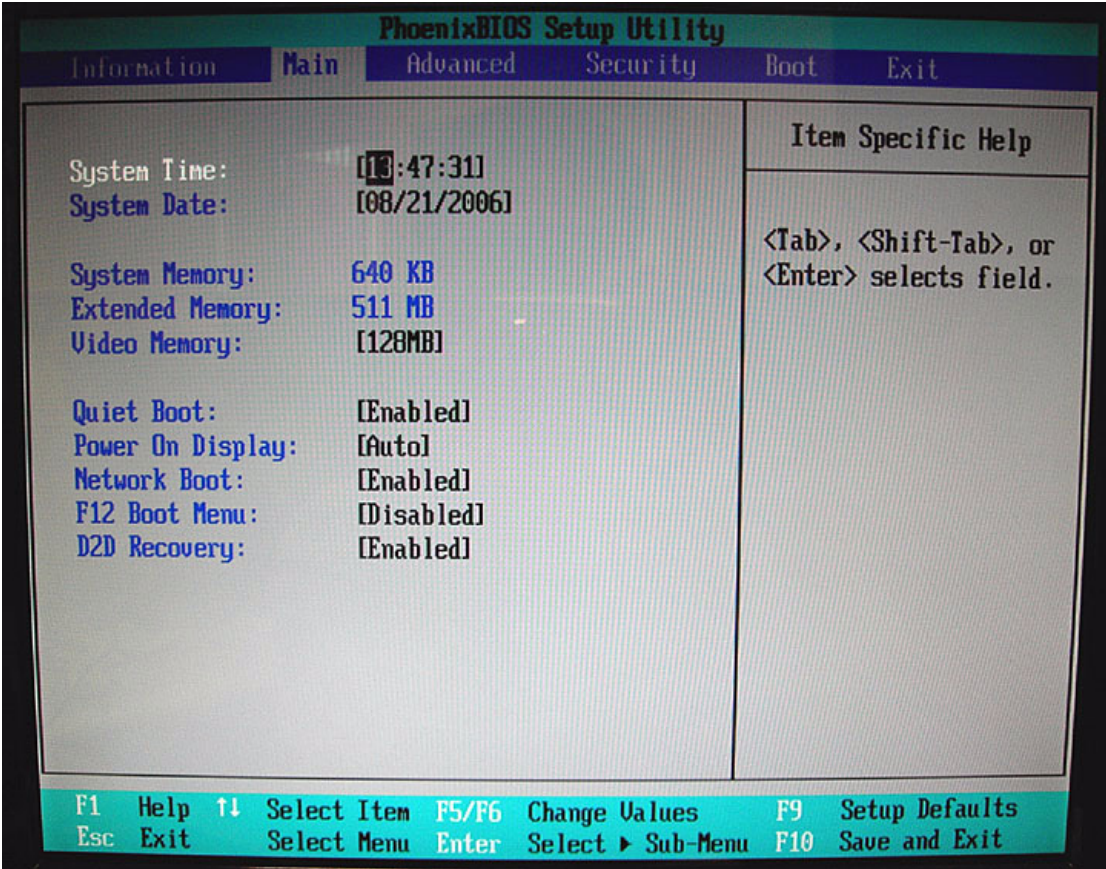 PhoenixBIOS Setup Utility
Information Main Advanced Security Boot Exit
Item Specific Help
System Time: [13:47:31]
System Date: [08/21/2006]
<Tab>, <Shift-Tab>, or
<Enter> selects field.
System Memory: 640 KB
Extended Memory: 511 MB
Video Memory: [128MB]
Quiet Boot: [Enabled]
Power On Display: [Auto]
Network Boot: [Enabled]
F12 Boot Menu: [Disabled]
D2D Recovery: [Enabled]
F1 Help ↑↓ Select Item F5/F6 Change Values F9 Setup Defaults
Esc Exit Select Menu Enter Select ▶ Sub-Menu F10 Save and Exit